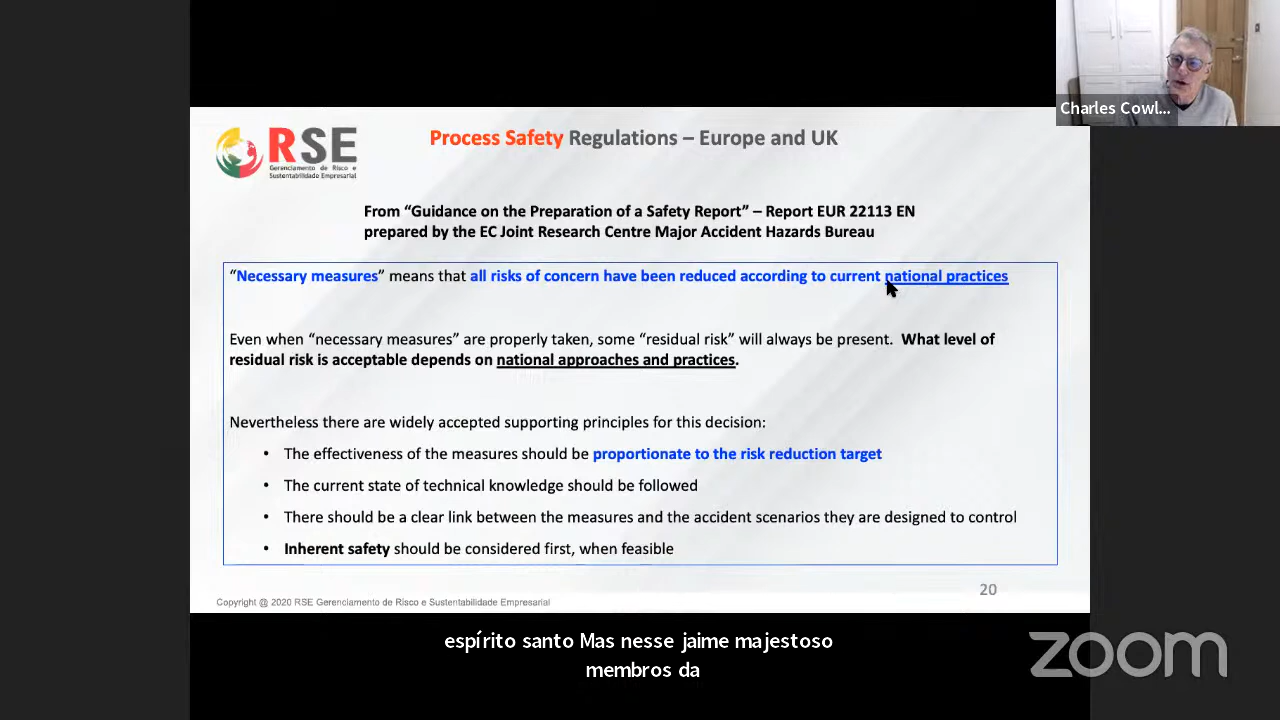 Charles Cowl...
RSE
Gerenciamento de Risco e
Sustentabilidade Empresarial
Process Safety Regulations – Europe and UK
From “Guidance on the Preparation of a Safety Report” – Report EUR 22113 EN
prepared by the EC Joint Research Centre Major Accident Hazards Bureau
“Necessary measures” means that all risks of concern have been reduced according to current national practices
Even when “necessary measures” are properly taken, some “residual risk” will always be present. What level of
residual risk is acceptable depends on national approaches and practices.
Nevertheless there are widely accepted supporting principles for this decision:
• The effectiveness of the measures should be proportionate to the risk reduction target
• The current state of technical knowledge should be followed
• There should be a clear link between the measures and the accident scenarios they are designed to control
• Inherent safety should be considered first, when feasible
20
Copyright @ 2020 RSE Gerenciamento de Risco e Sustentabilidade Empresarial
espírito santo Mas nesse jaime majestoso
membros da
zoom